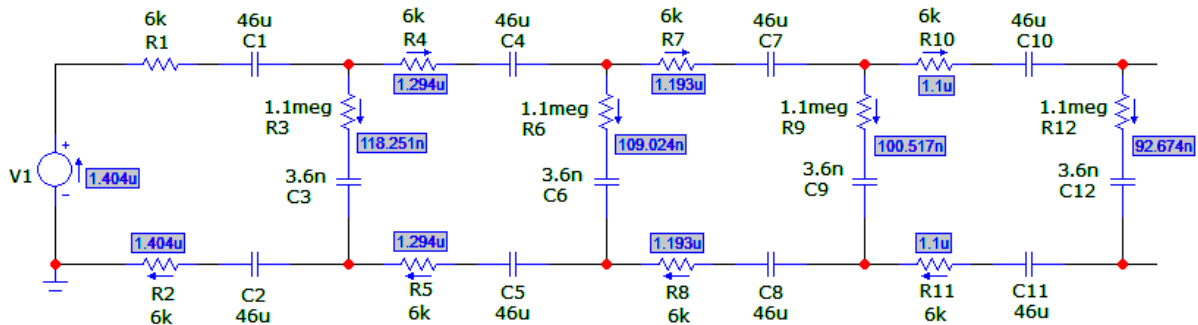 6k 46u 6k 46u 6k 46u 6k 46u
R1 C1 R4 C4 R7 C7 R10 C10
1.294u 1.193u 1.1u
1.1meg 1.1meg 1.1meg 1.1meg
R3 R6 R9 R12
118.251n 109.024n 100.517n 92.674n
+
V1 1.404u
-
3.6n 3.6n 3.6n 3.6n
C3 C6 C9 C12
1.404u 1.294u 1.193u 1.1u
R2 C2 R5 C5 R8 C8 R11 C11
6k 46u 6k 46u 6k 46u 6k 46u